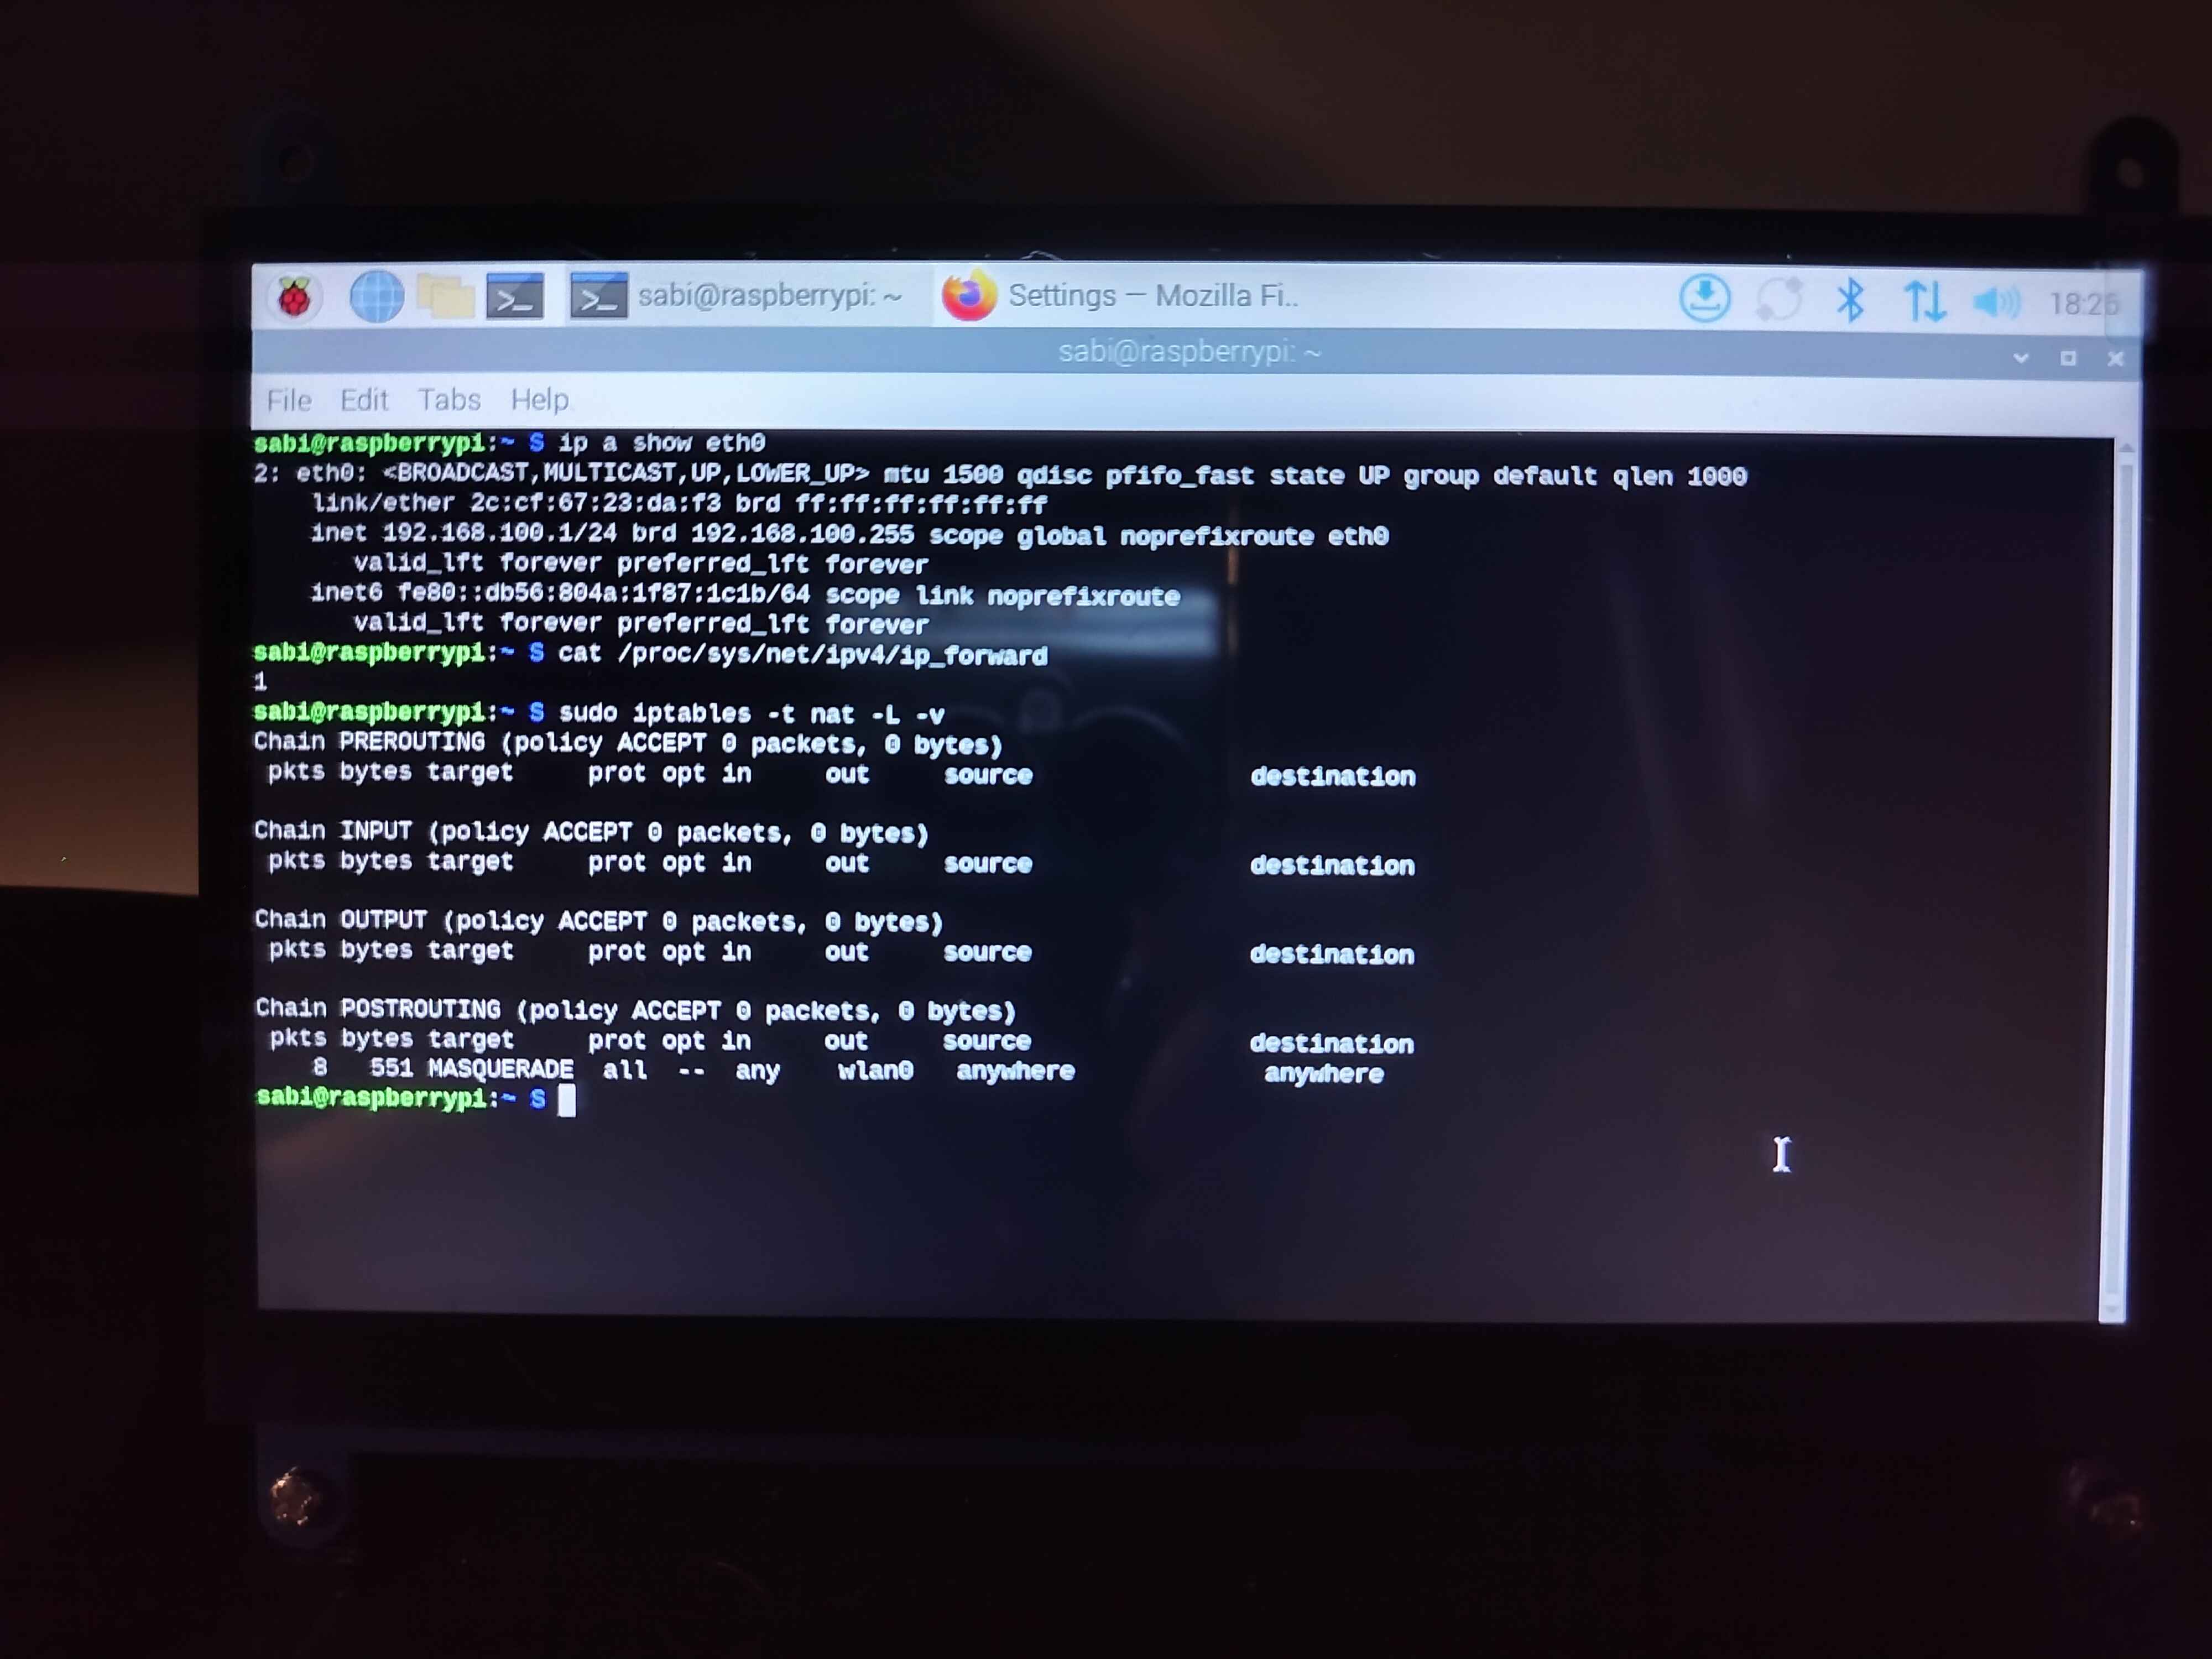 sabi@raspberrypi: ~ Settings — Mozilla Fi.. 18:26
sabi@raspberrypi: ~
File Edit Tabs Help
sabi@raspberrypi:~ $ ip a show eth0
2: eth0: <BROADCAST,MULTICAST,UP,LOWER_UP> mtu 1500 qdisc pfifo_fast state UP group default qlen 1000
    link/ether 2c:cf:67:23:da:f3 brd ff:ff:ff:ff:ff:ff
    inet 192.168.100.1/24 brd 192.168.100.255 scope global noprefixroute eth0
       valid_lft forever preferred_lft forever
    inet6 fe80::db56:804a:1f87:1c1b/64 scope link noprefixroute
       valid_lft forever preferred_lft forever
sabi@raspberrypi:~ $ cat /proc/sys/net/ipv4/ip_forward
1
sabi@raspberrypi:~ $ sudo iptables -t nat -L -v
Chain PREROUTING (policy ACCEPT 0 packets, 0 bytes)
 pkts bytes target     prot opt in     out     source               destination
Chain INPUT (policy ACCEPT 0 packets, 0 bytes)
 pkts bytes target     prot opt in     out     source               destination
Chain OUTPUT (policy ACCEPT 0 packets, 0 bytes)
 pkts bytes target     prot opt in     out     source               destination
Chain POSTROUTING (policy ACCEPT 0 packets, 0 bytes)
 pkts bytes target     prot opt in     out     source               destination
    8   551 MASQUERADE  all  --  any    wlan0   anywhere             anywhere
sabi@raspberrypi:~ $